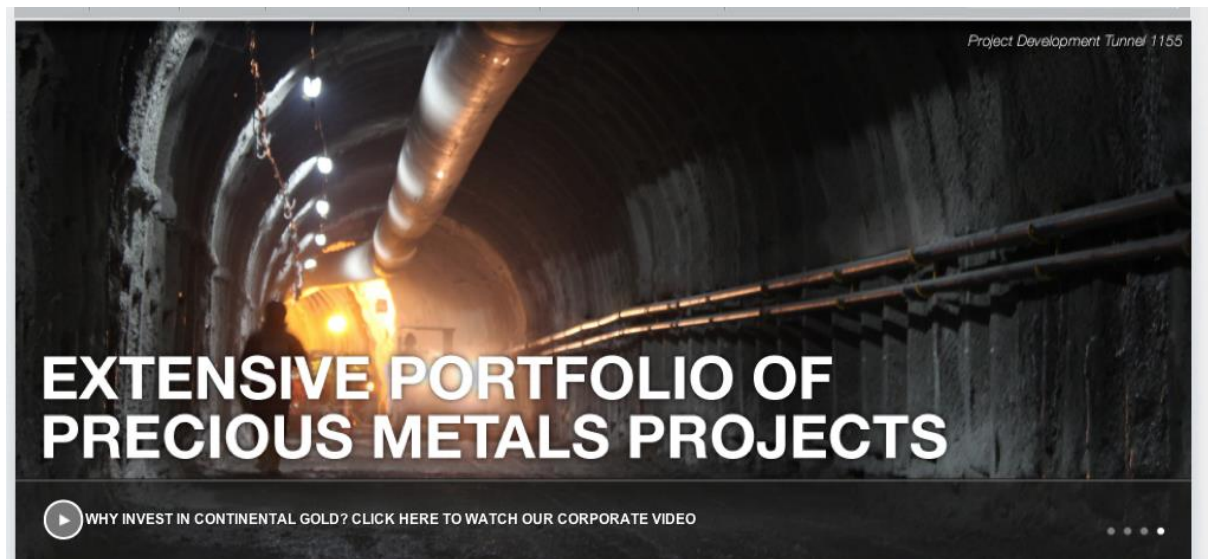 Project Development Tunnel 1155
EXTENSIVE PORTFOLIO OF
PRECIOUS METALS PROJECTS
WHY INVEST IN CONTINENTAL GOLD? CLICK HERE TO WATCH OUR CORPORATE VIDEO